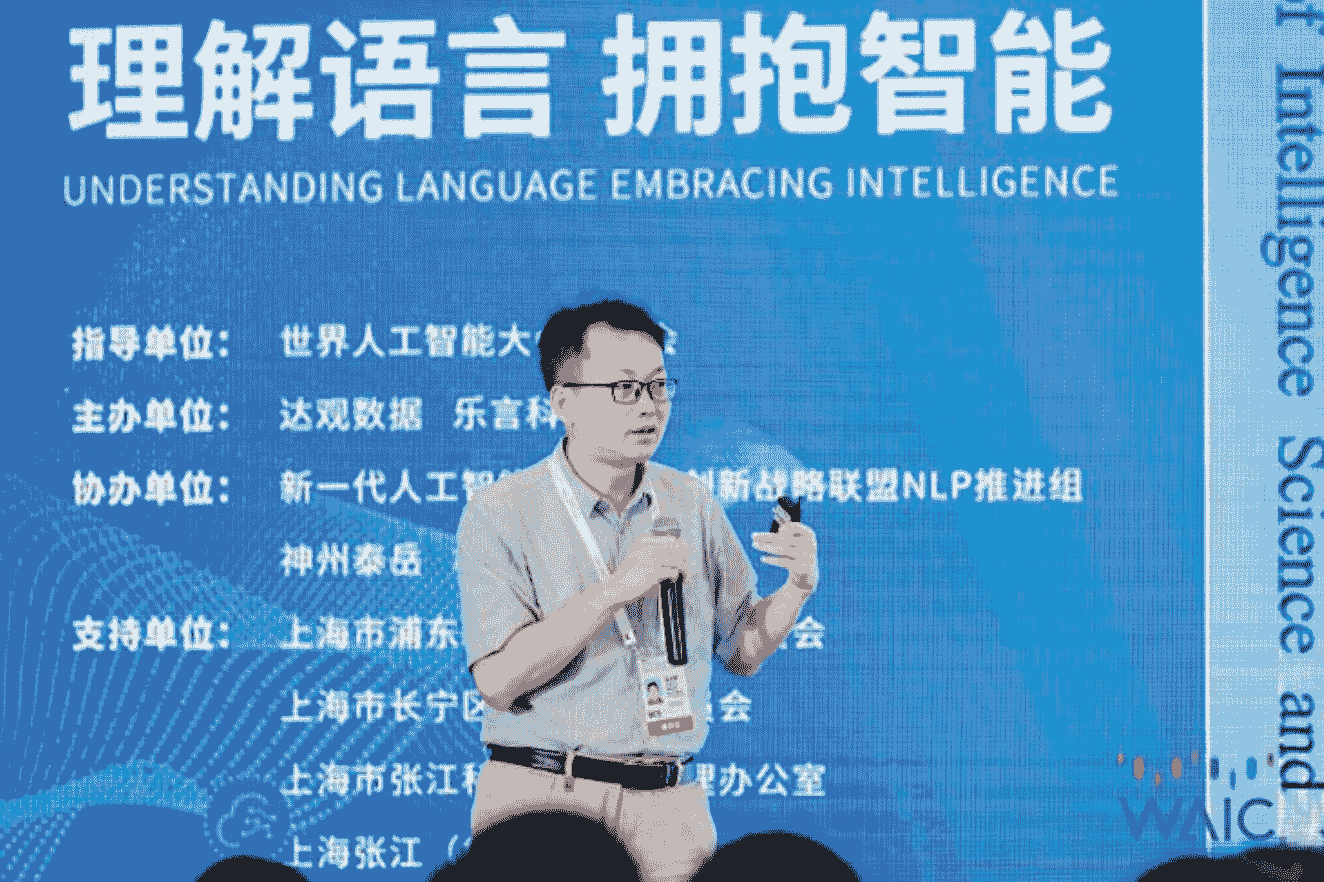 理解语言 拥抱智能
UNDERSTANDING LANGUAGE EMBRACING INTELLIGENCE
指导单位： 世界人工智能大
主办单位： 达观数据 乐言科
协办单位： 新一代人工智 创新战略联盟NLP推进组
神州泰岳
支持单位： 上海市浦东 会
上海市长宁区 会
上海市张江科 理办公室
上海张江（
Intelligence Science and
WAIC